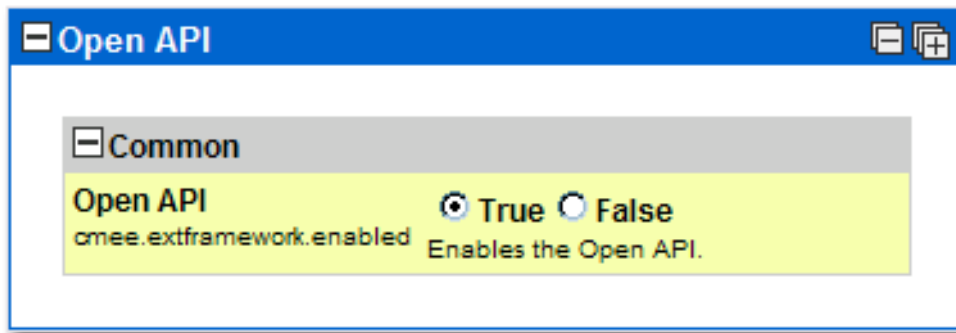 Open API
Common
Open API True False
cmee.extframework.enabled Enables the Open API.